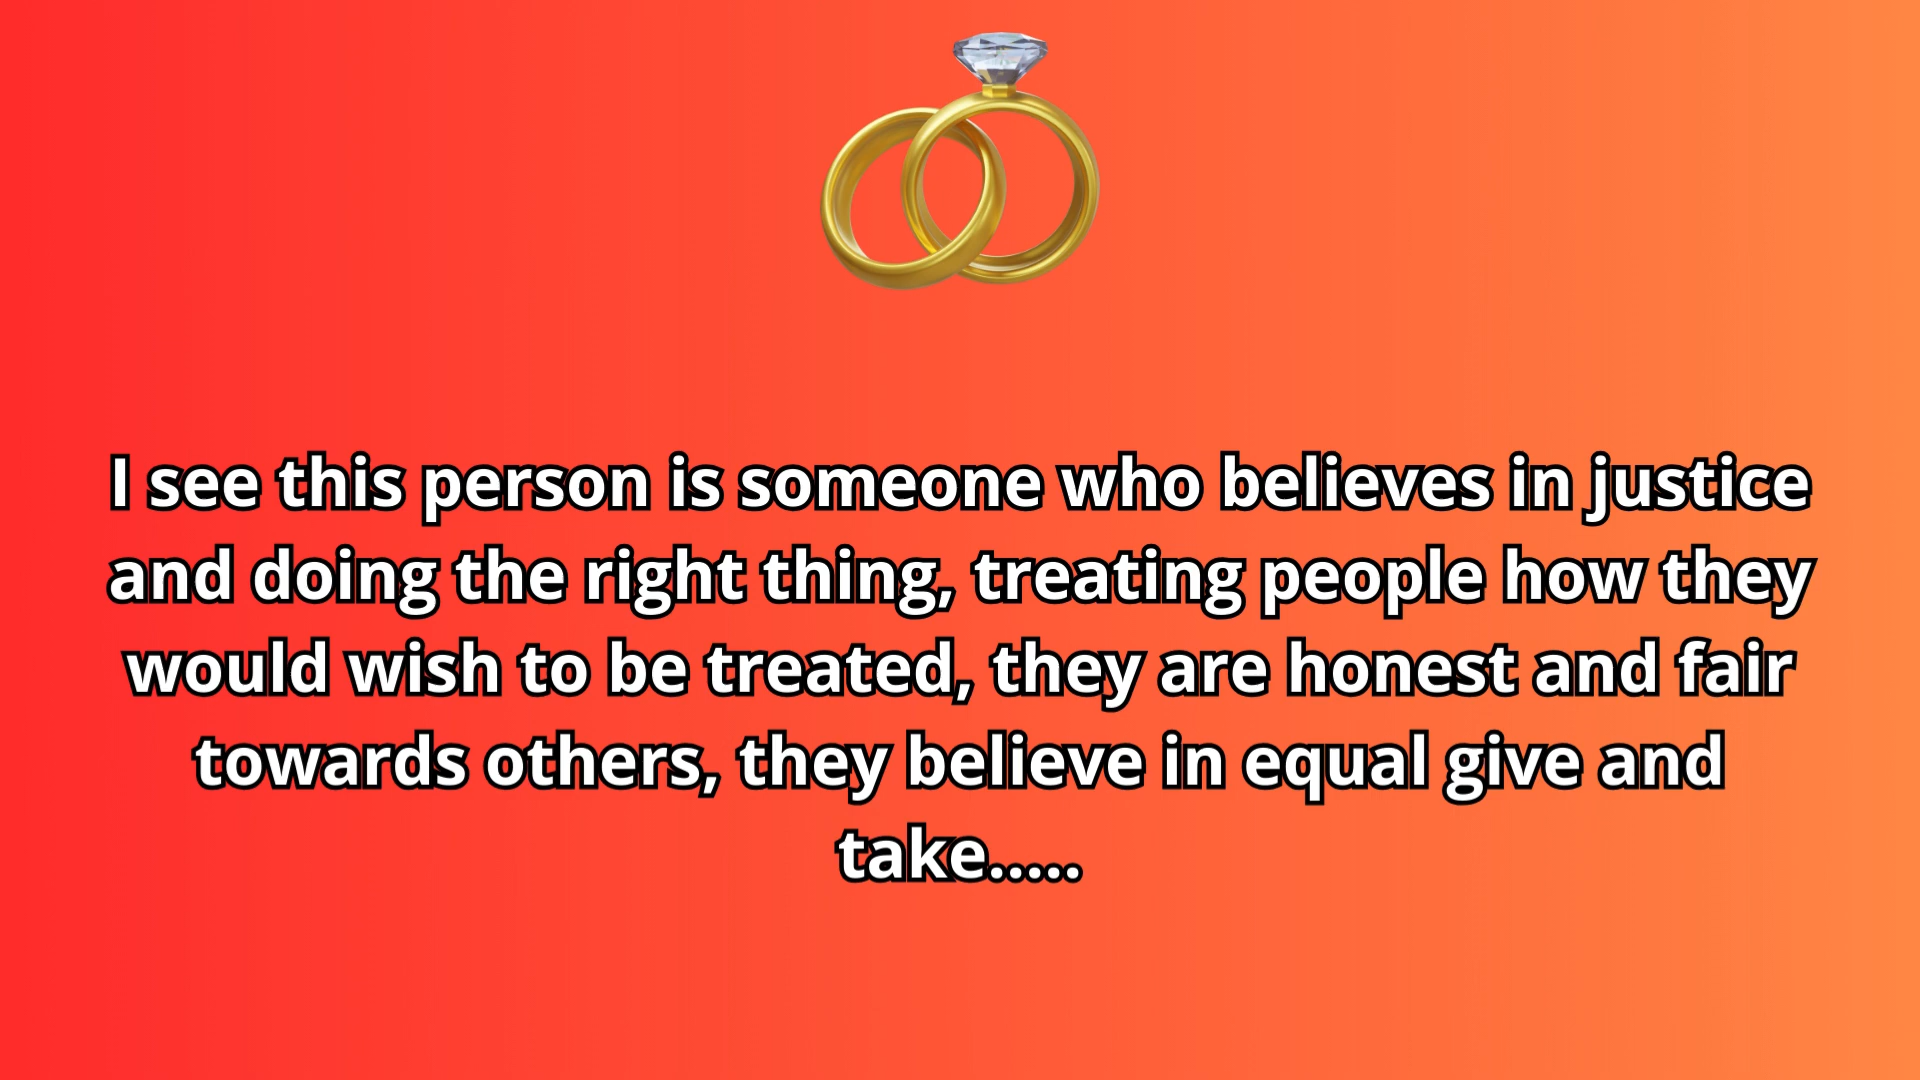 I see this person is someone who believes in justice
and doing the right thing, treating people how they
would wish to be treated, they are honest and fair
towards others, they believe in equal give and
take.....